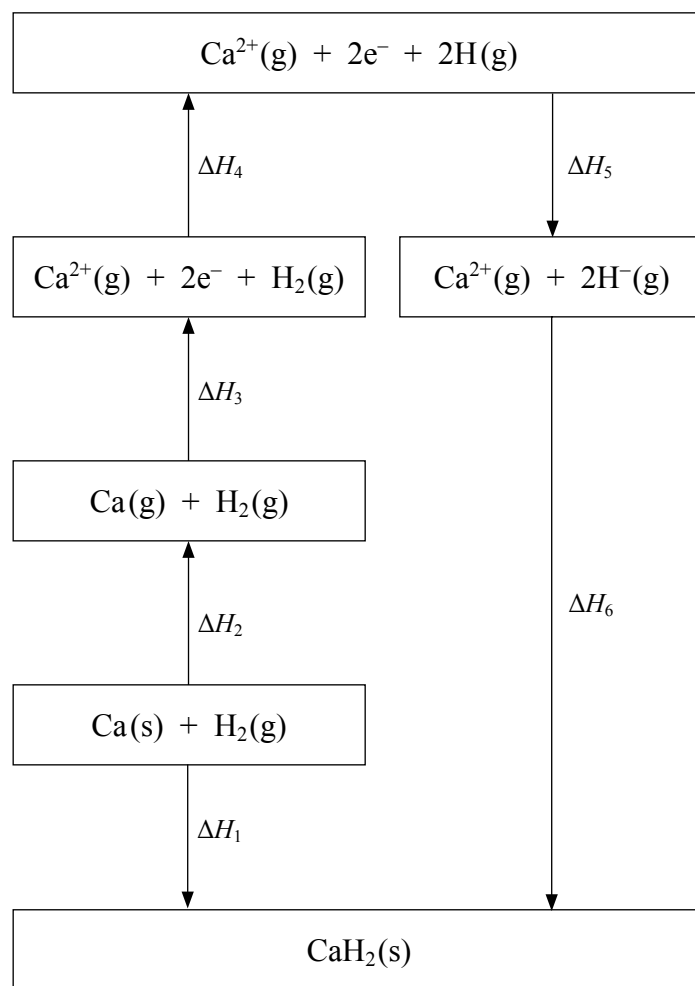 Ca²⁺(g) + 2e⁻ + 2H(g)
ΔH₄
ΔH₅
Ca²⁺(g) + 2e⁻ + H₂(g)
Ca²⁺(g) + 2H⁻(g)
ΔH₃
Ca(g) + H₂(g)
ΔH₂
ΔH₆
Ca(s) + H₂(g)
ΔH₁
CaH₂(s)